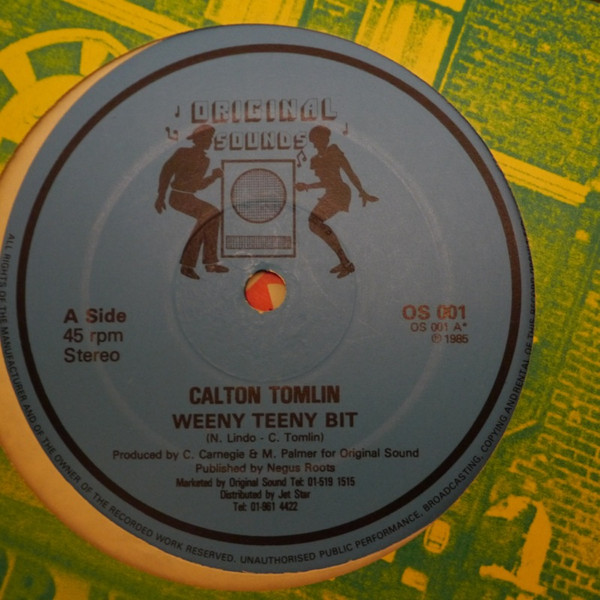 ORIGINAL
SOUNDS
A Side
45 rpm
Stereo
OS 001
OS 001 A*
℗ 1985
CALTON TOMLIN
WEENY TEENY BIT
(N. Lindo - C. Tomlin)
Produced by C. Carnegie & M. Palmer for Original Sound
Published by Negus Roots
Marketed by Original Sound Tel: 01-519 1515
Distributed by Jet Star
Tel: 01-961 4422
ALL RIGHTS OF THE MANUFACTURER AND OF THE OWNER OF THE RECORDED WORK RESERVED. UNAUTHORISED PUBLIC PERFORMANCE, BROADCASTING, COPYING AND RENTAL OF THIS RECORD